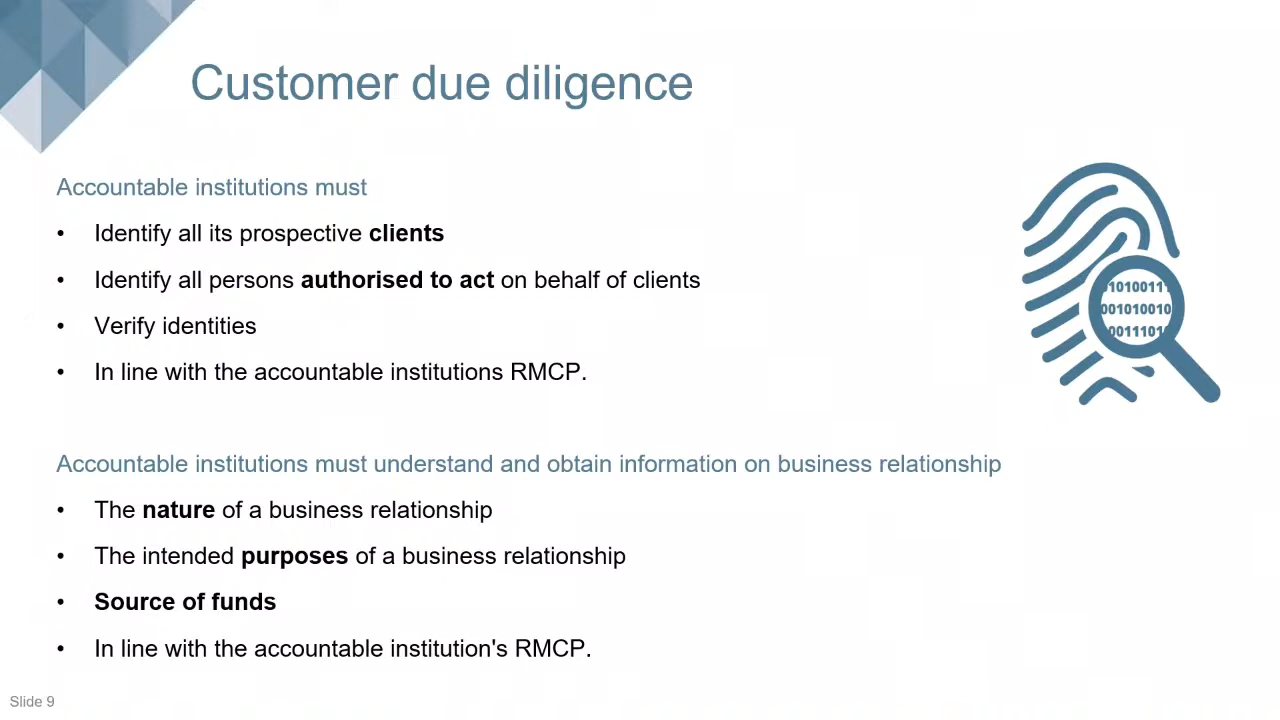 Customer due diligence
Accountable institutions must
• Identify all its prospective clients
• Identify all persons authorised to act on behalf of clients
• Verify identities
• In line with the accountable institutions RMCP.
01010011
001010010
0011101
Accountable institutions must understand and obtain information on business relationship
• The nature of a business relationship
• The intended purposes of a business relationship
• Source of funds
• In line with the accountable institution's RMCP.
Slide 9